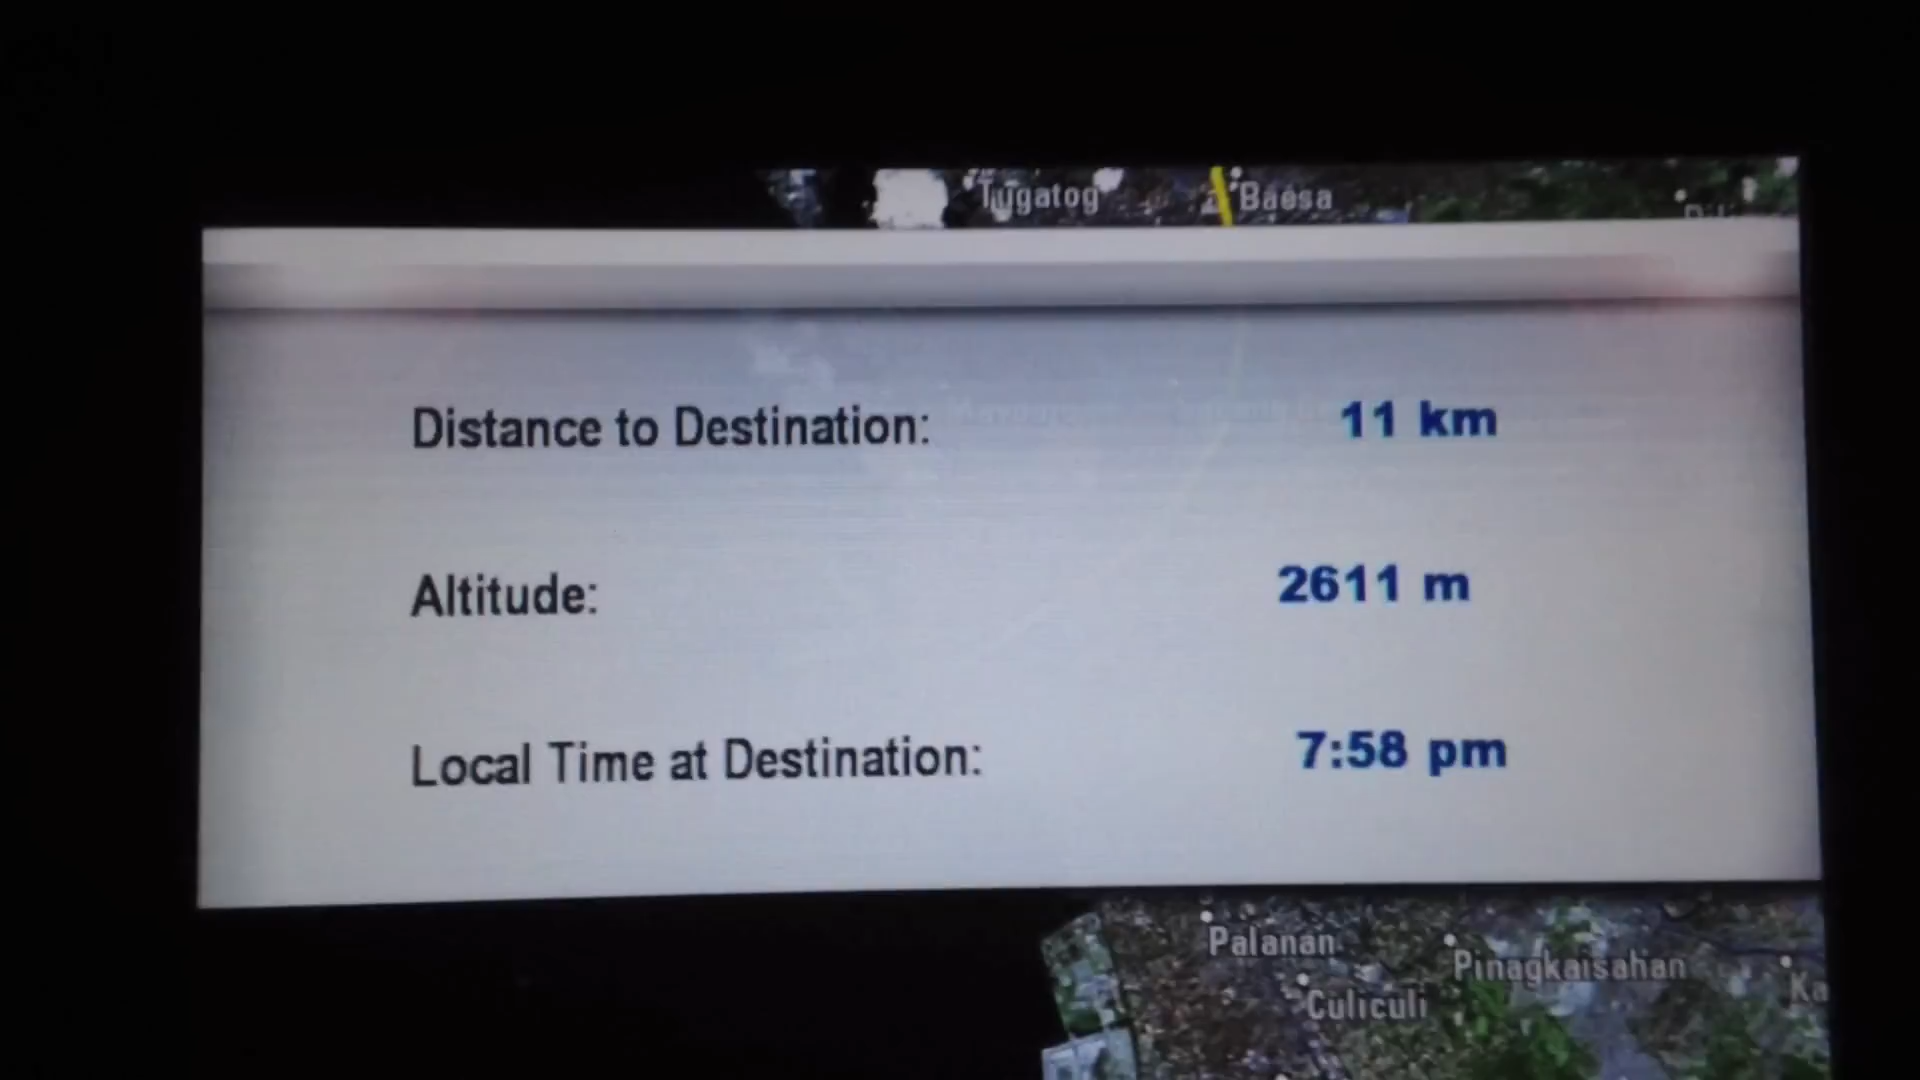 Tugatog
Baesa
Distance to Destination: 11 km
Altitude: 2611 m
Local Time at Destination: 7:58 pm
Palanan
Pinagkaisahan
Culiculi
Ka